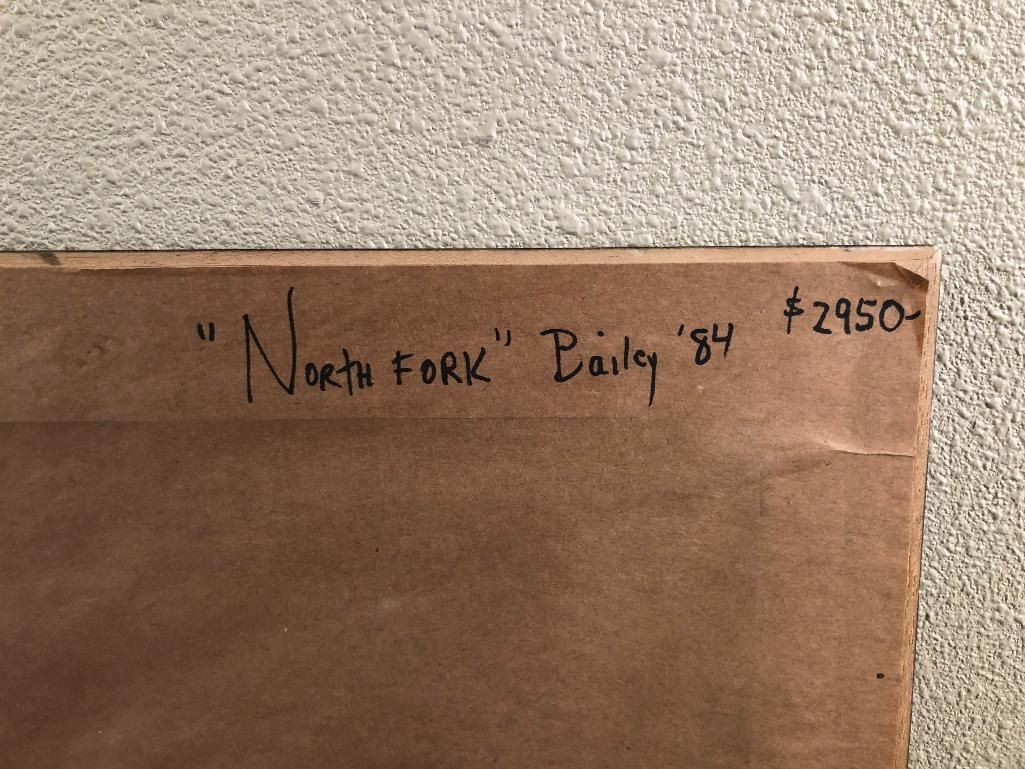 "NORTH FORK" Bailey '84 $2950-